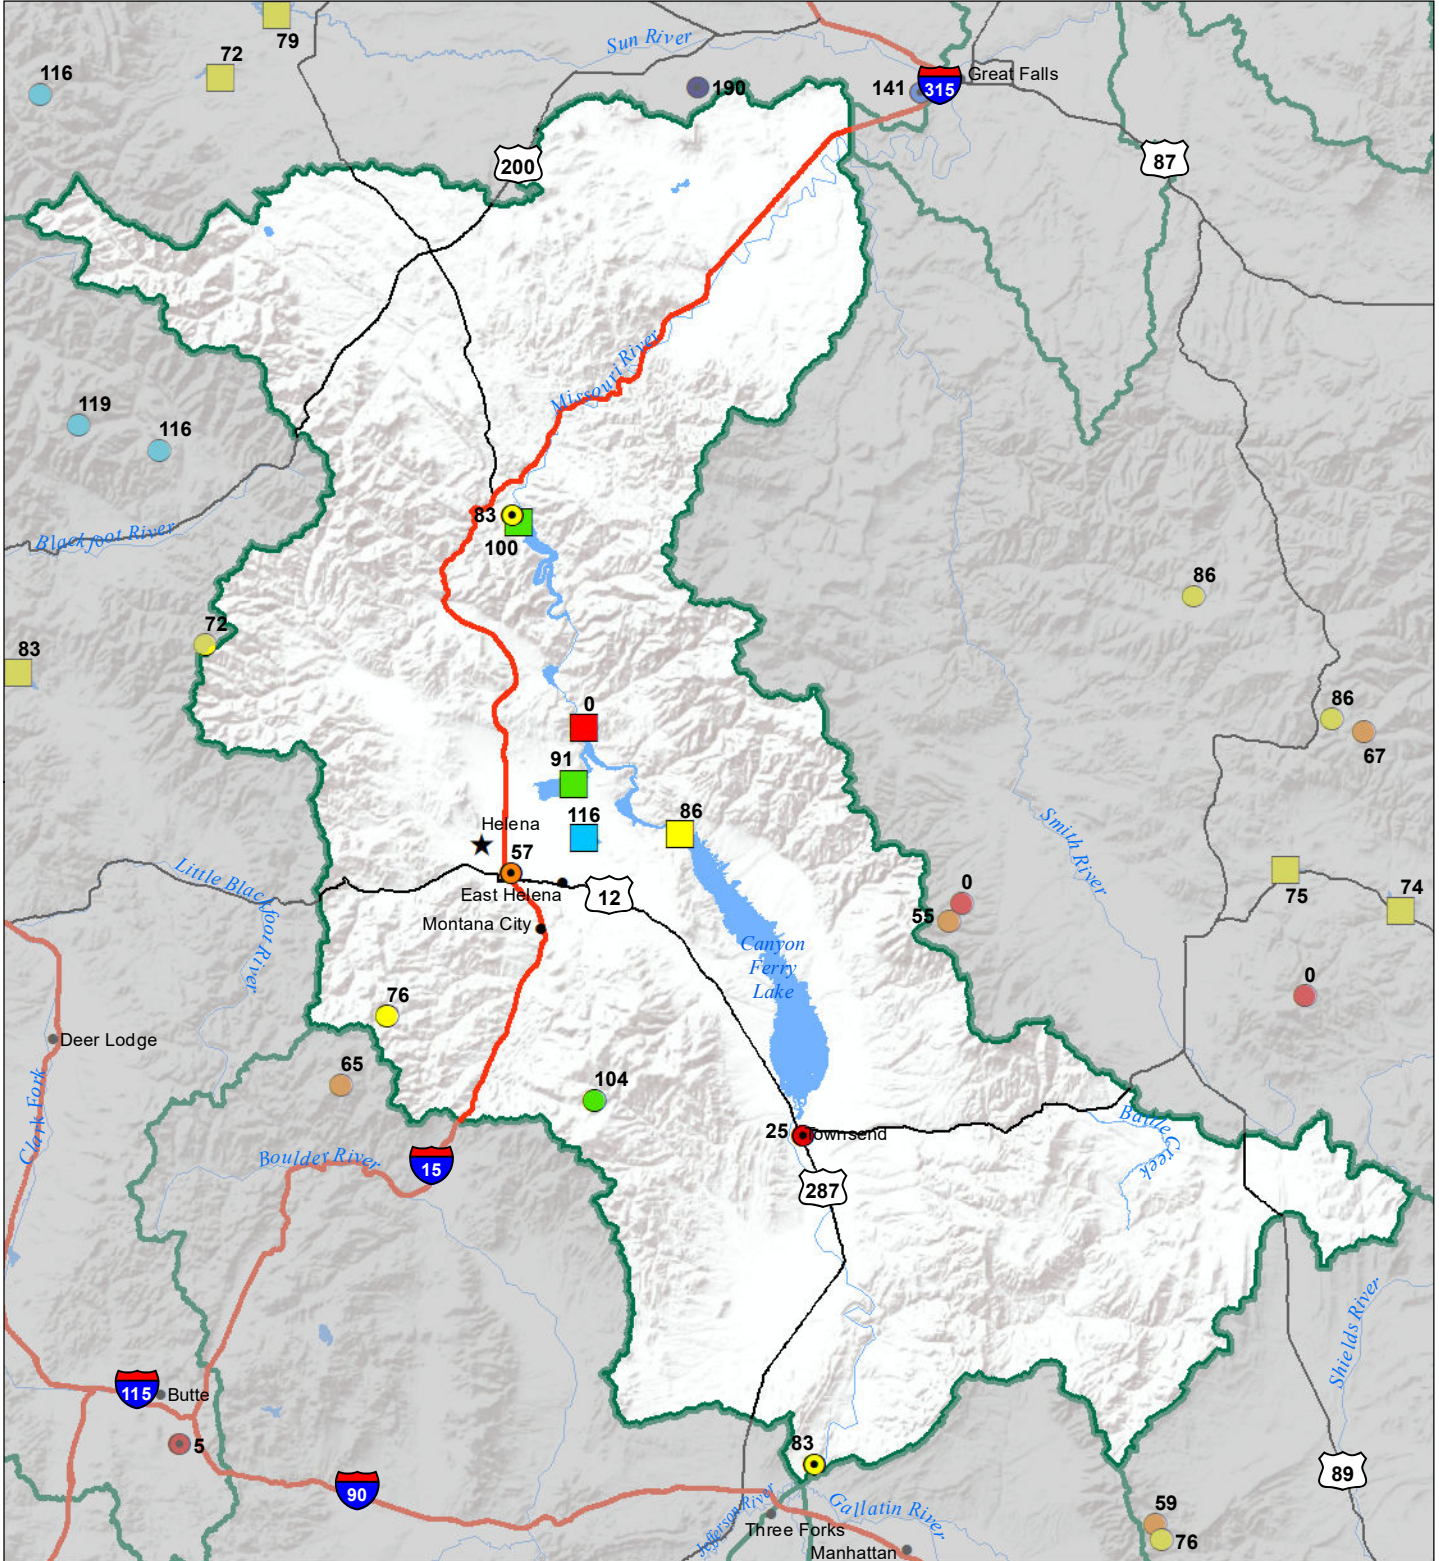 79
72
116
Sun River
190
141
315
Great Falls
200
87
Missouri River
119
116
83
100
Blackfoot River
86
72
83
0
86
67
91
116
86
Helena
57
Smith River
Little Blackfoot River
East Helena
12
0
55
75
74
Montana City
Canyon
Ferry
Lake
76
0
Deer Lodge
65
104
Clark Fork
25
Townsend
Battle Creek
Boulder River
15
287
Shields River
115
Butte
5
83
89
90
Jefferson River
Gallatin River
59
Three Forks
76
Manhattan